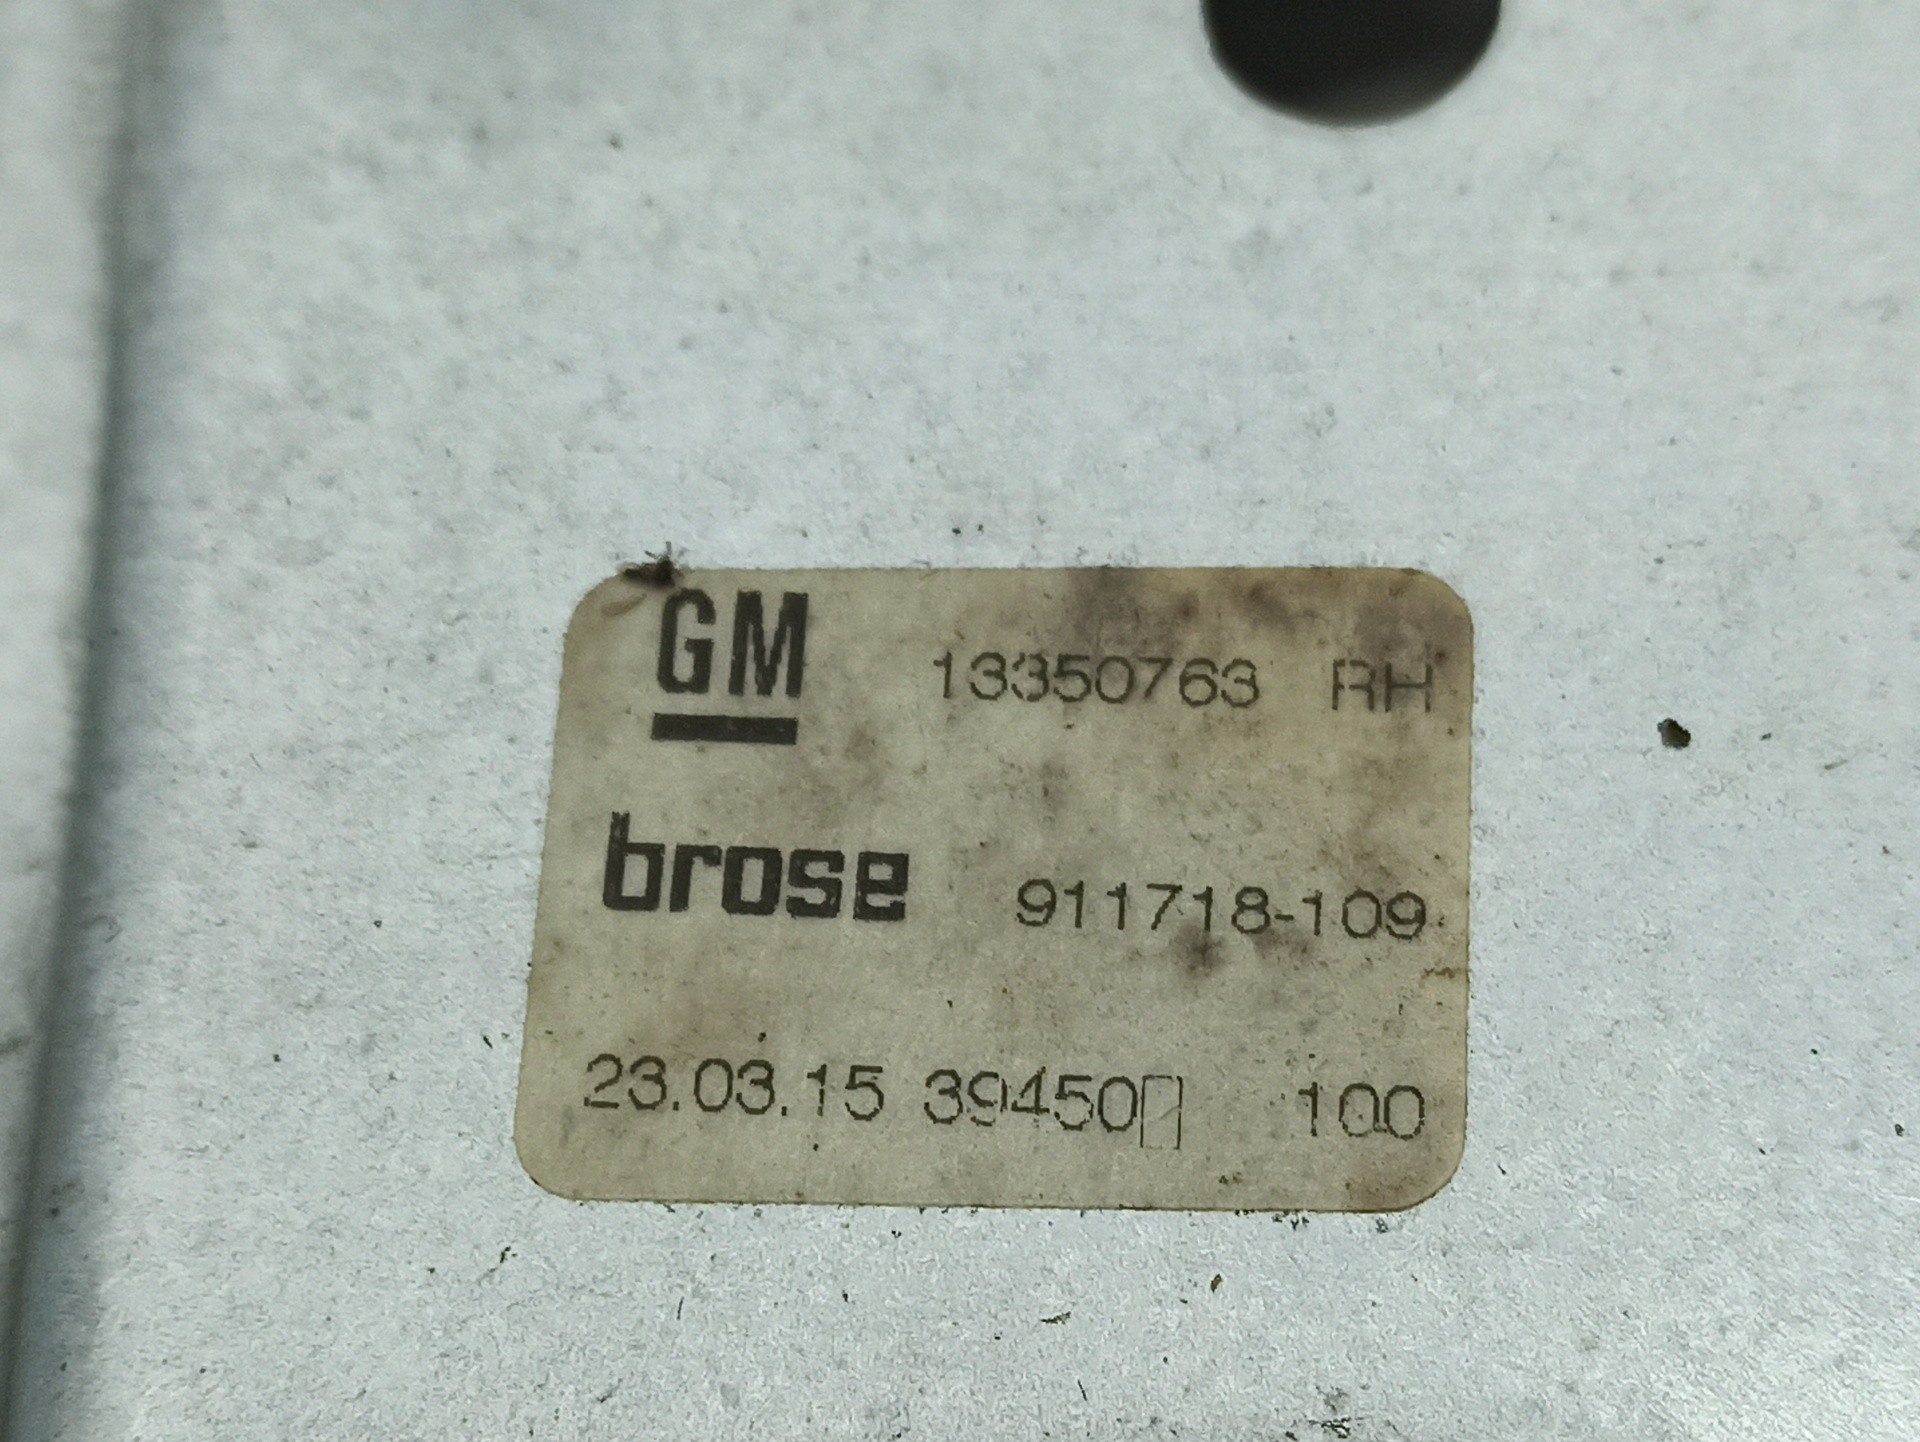 GM 13350763 RH
brose 911718-109
23.03.15 39450▯ 100